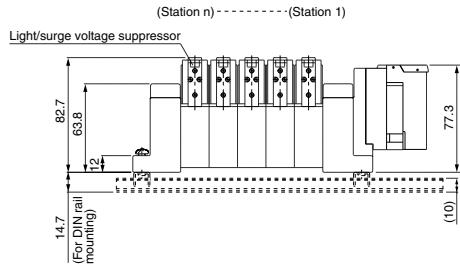 (Station n) - - - - - - - - - (Station 1)
Light/surge voltage suppressor
82.7
63.8
12
77.3
14.7
(For DIN rail
mounting)
(10)